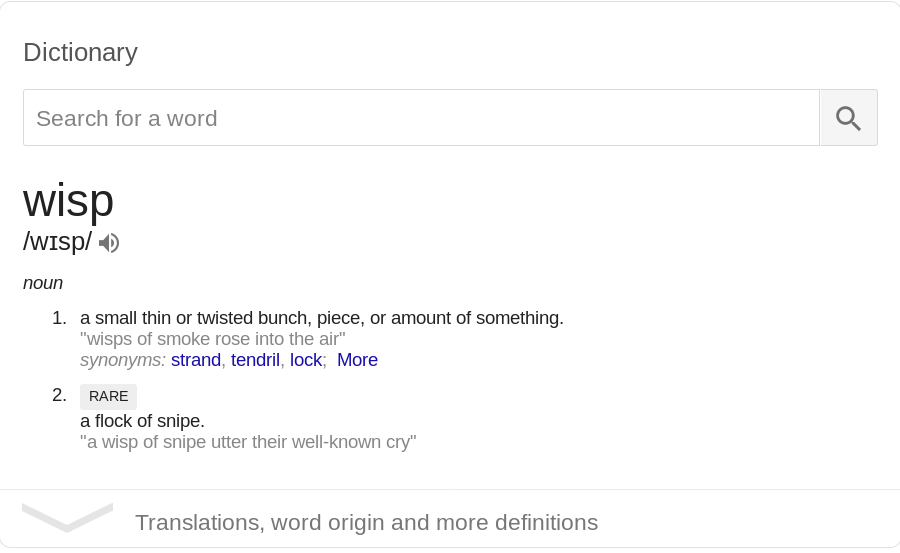 Dictionary
Search for a word
wisp
/wɪsp/
noun
1. a small thin or twisted bunch, piece, or amount of something.
"wisps of smoke rose into the air"
synonyms: strand, tendril, lock; More
2. RARE
a flock of snipe.
"a wisp of snipe utter their well-known cry"
Translations, word origin and more definitions